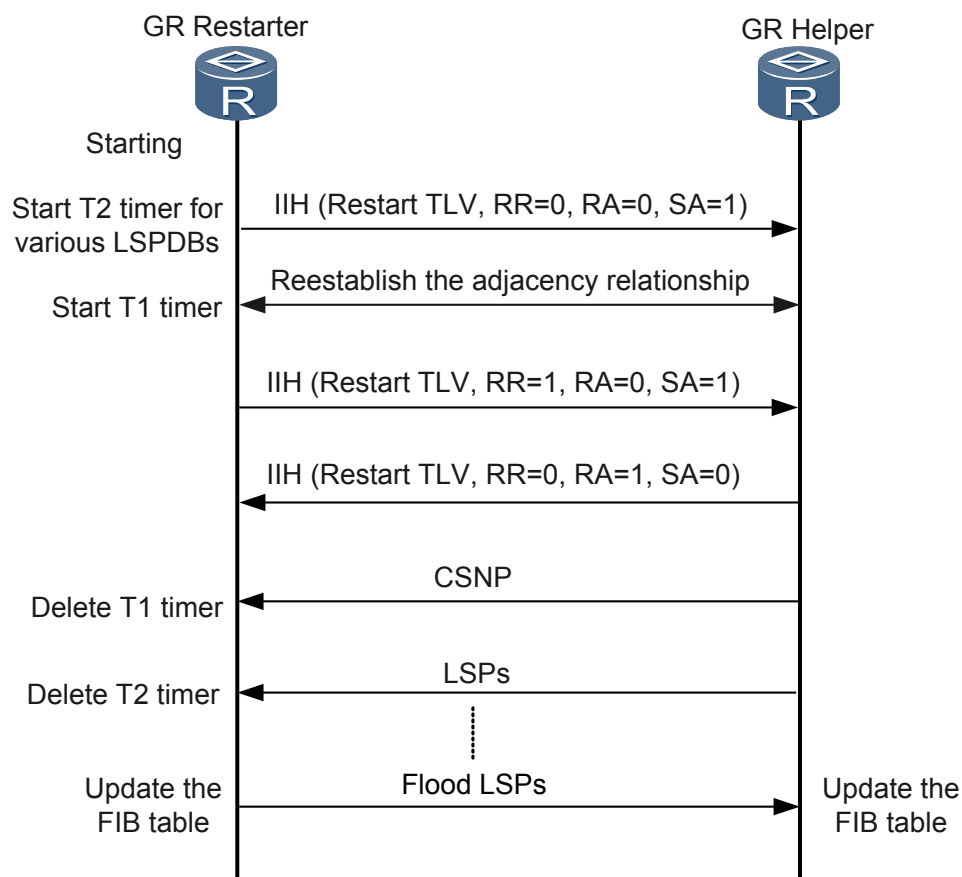 GR Restarter
GR Helper
R
R
Starting
Start T2 timer for
various LSPDBs
IIH (Restart TLV, RR=0, RA=0, SA=1)
Reestablish the adjacency relationship
Start T1 timer
IIH (Restart TLV, RR=1, RA=0, SA=1)
IIH (Restart TLV, RR=0, RA=1, SA=0)
CSNP
Delete T1 timer
LSPs
Delete T2 timer
Update the
FIB table
Flood LSPs
Update the
FIB table